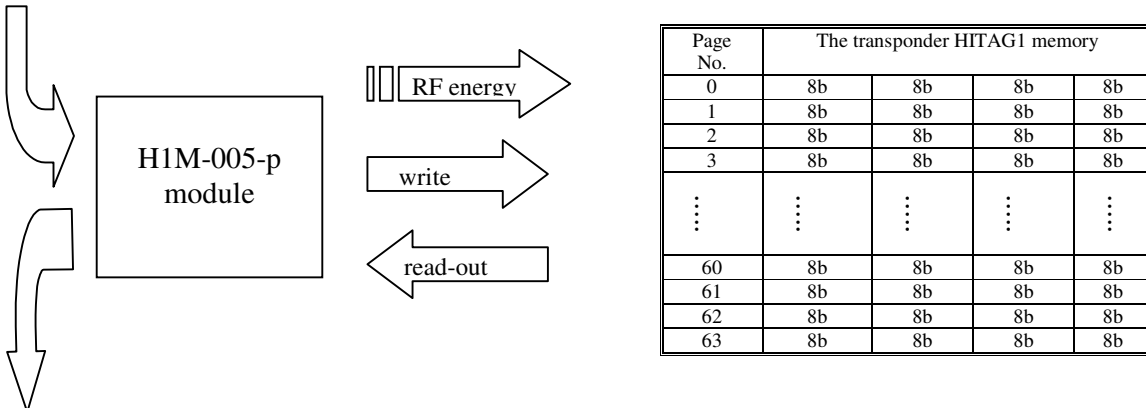 H1M-005-p
module
RF energy
write
read-out
Page
No.
The transponder HITAG1 memory
0 8b 8b 8b 8b
1 8b 8b 8b 8b
2 8b 8b 8b 8b
3 8b 8b 8b 8b
60 8b 8b 8b 8b
61 8b 8b 8b 8b
62 8b 8b 8b 8b
63 8b 8b 8b 8b